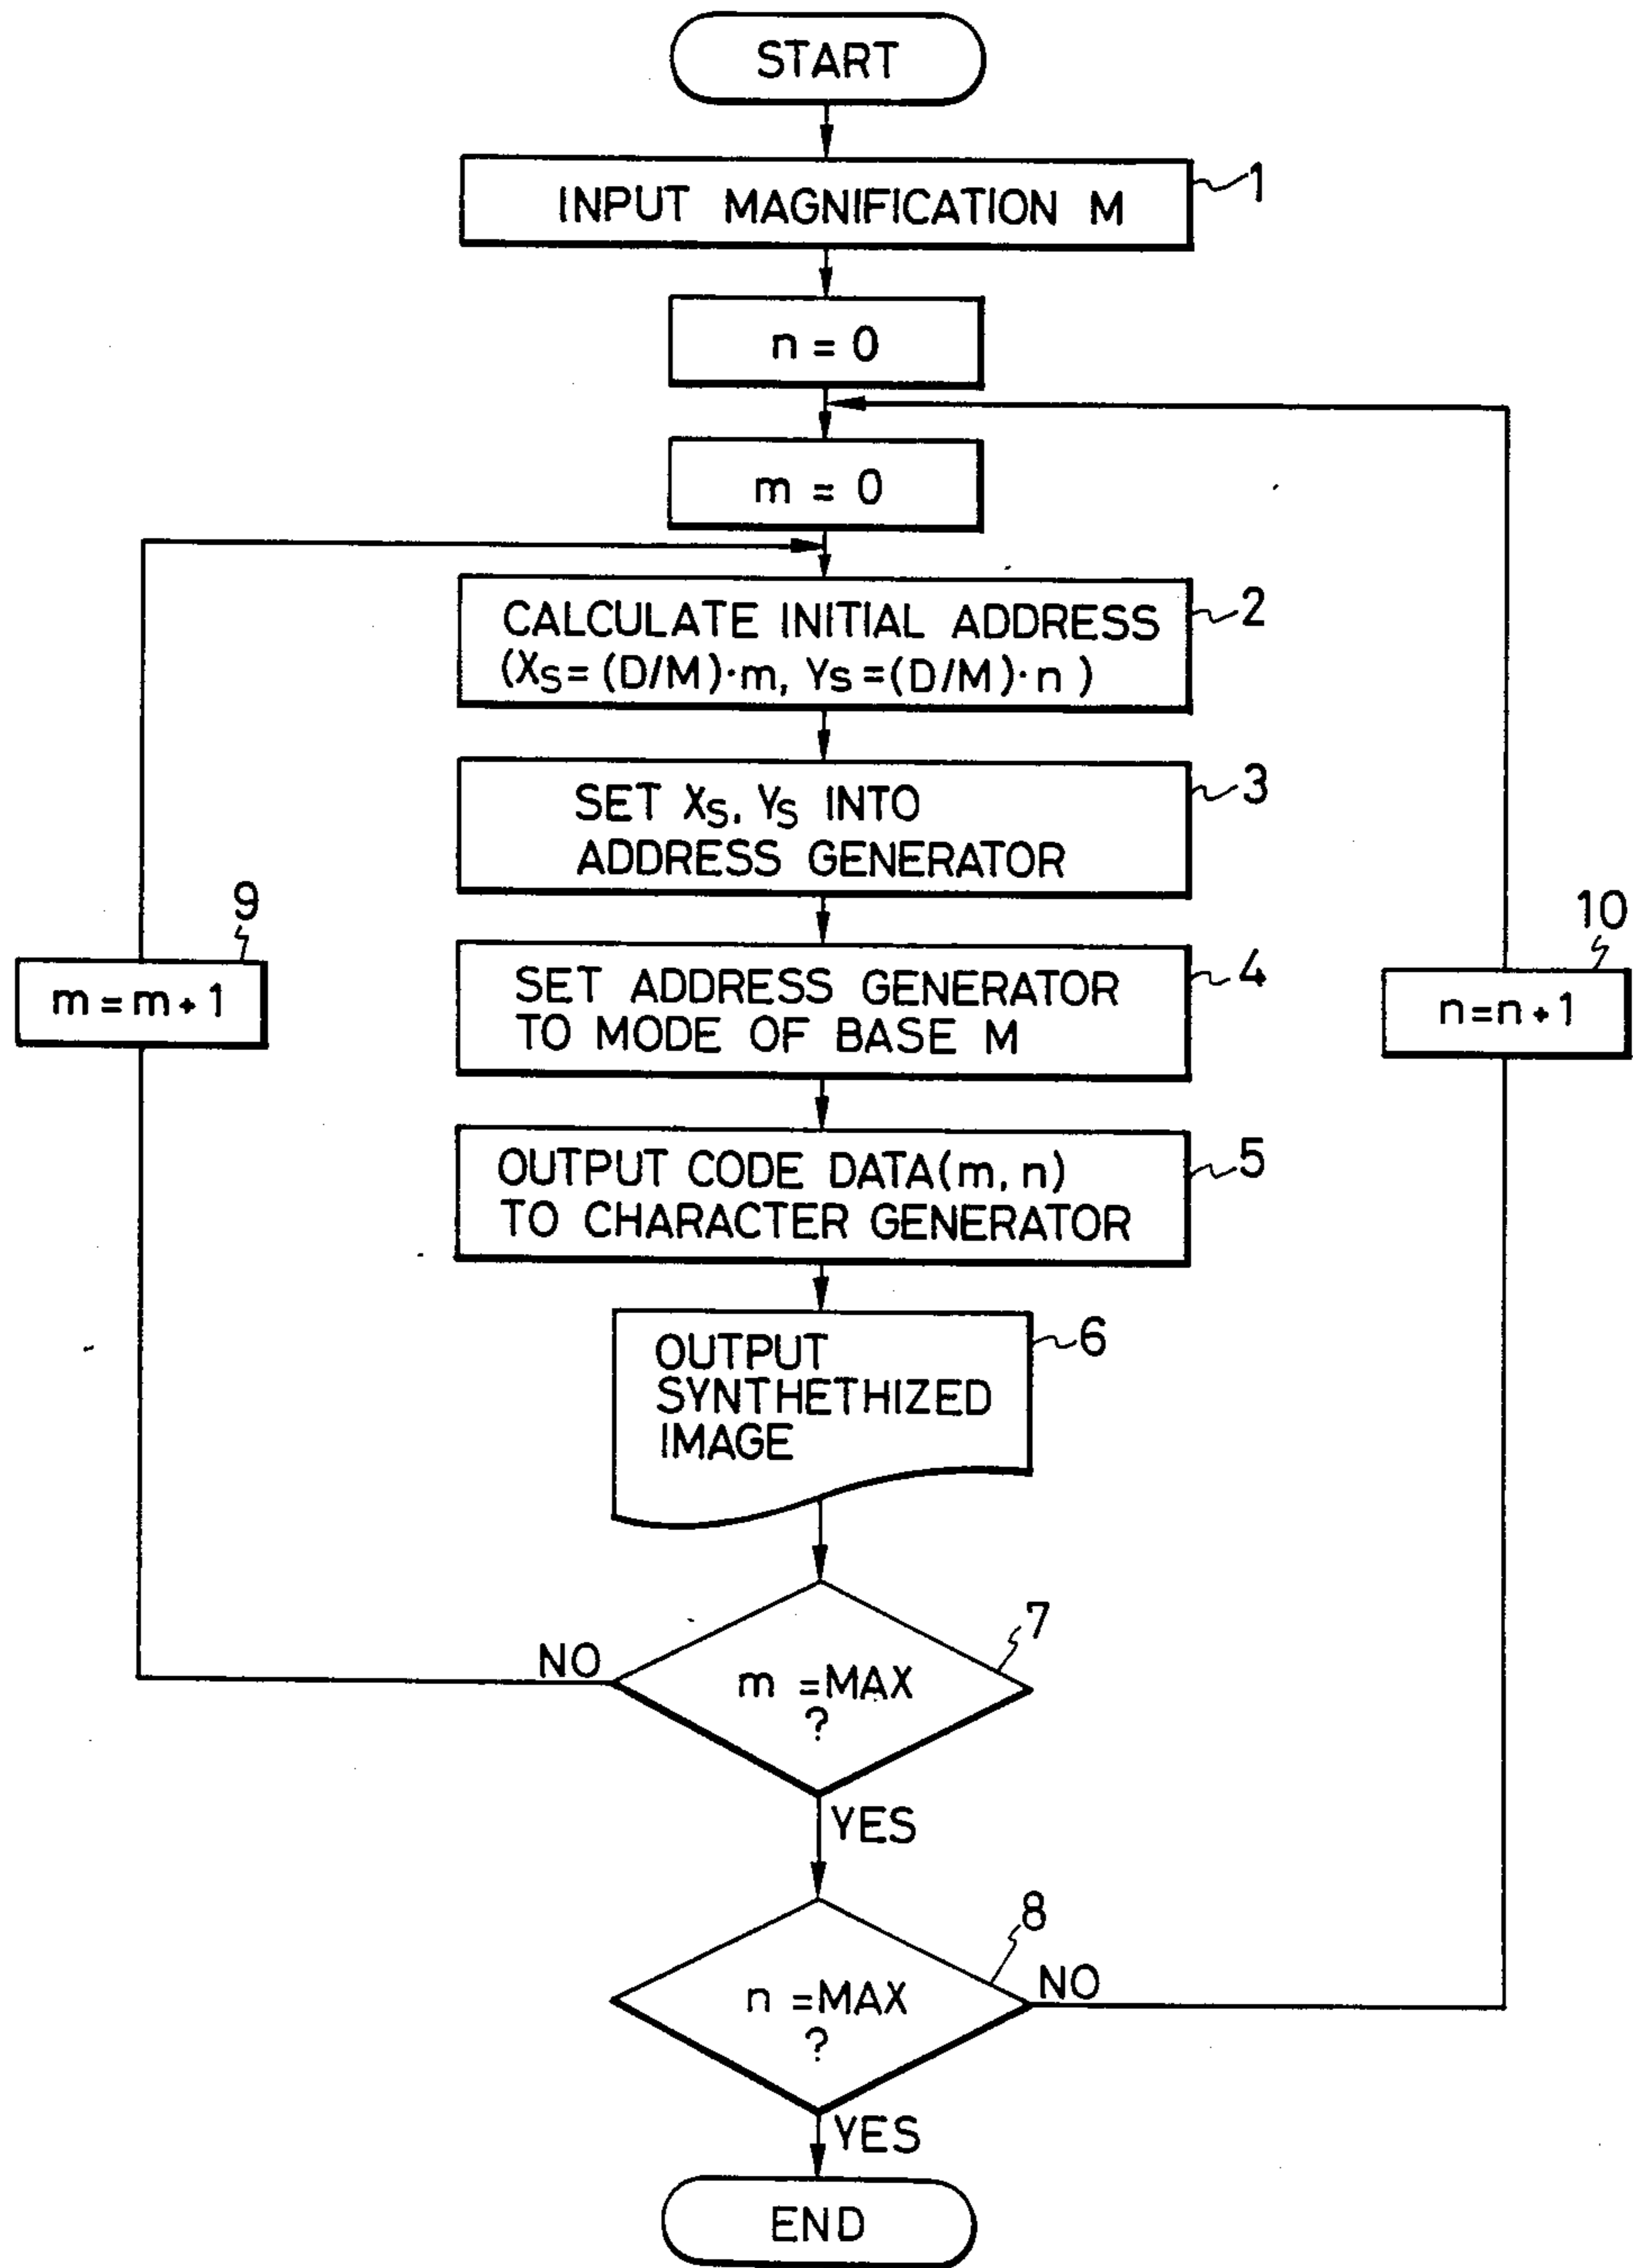 START
INPUT MAGNIFICATION M
1
n = 0
m = 0
CALCULATE INITIAL ADDRESS
(XS = (D/M)·m, Ys = (D/M)·n )
2
SET XS, YS INTO
ADDRESS GENERATOR
3
9
m = m + 1
SET ADDRESS GENERATOR
TO MODE OF BASE M
4
10
n = n + 1
OUTPUT CODE DATA(m, n)
TO CHARACTER GENERATOR
5
OUTPUT
SYNTHETHIZED
IMAGE
6
m = MAX
?
7
NO
YES
n = MAX
?
8
NO
YES
END